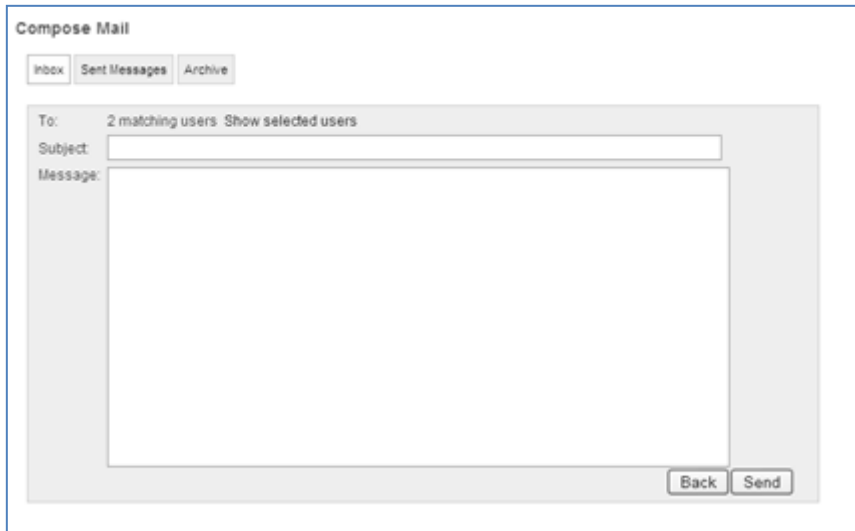 Compose Mail
Inbox Sent Messages Archive
To: 2 matching users Show selected users
Subject:
Message:
Back Send